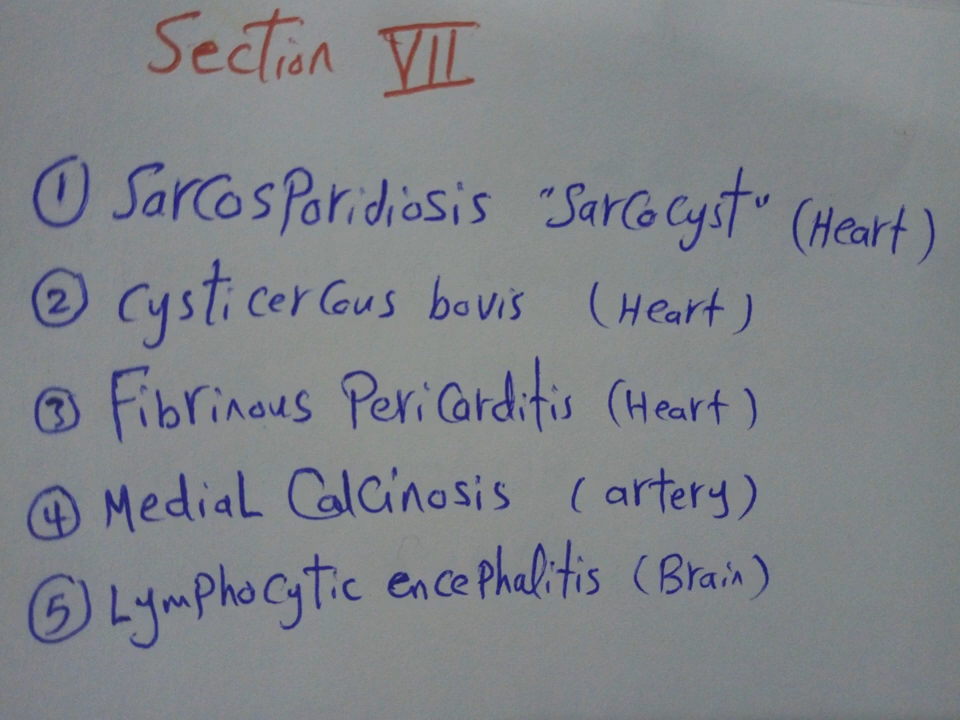 Section VII
① Sarcosporidiosis "Sarcocyst" (Heart)
② Cysticercous bovis (Heart)
③ Fibrinous Pericarditis (Heart)
④ Medial Calcinosis (artery)
⑤ Lymphocytic encephalitis (Brain)